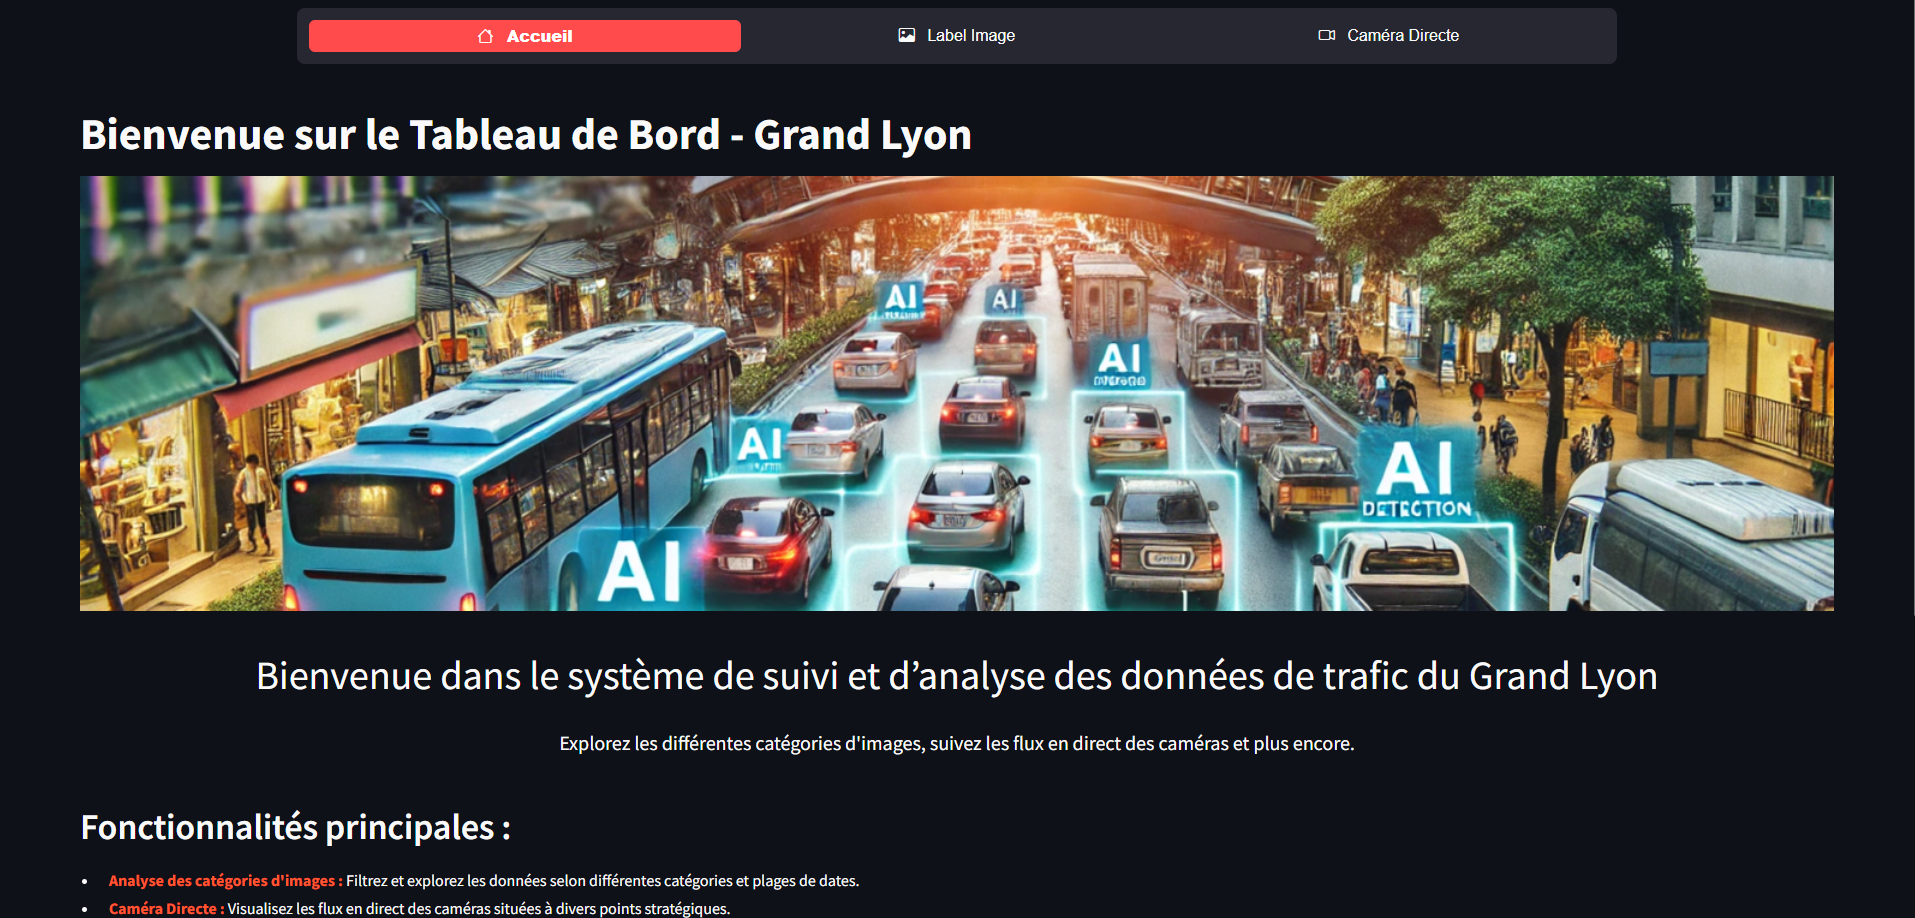 Accueil
Label Image
Caméra Directe
Bienvenue sur le Tableau de Bord - Grand Lyon
AI
AI
AI
AI
AI
DETECTION
AI
Bienvenue dans le système de suivi et d’analyse des données de trafic du Grand Lyon
Explorez les différentes catégories d'images, suivez les flux en direct des caméras et plus encore.
Fonctionnalités principales :
• Analyse des catégories d'images : Filtrez et explorez les données selon différentes catégories et plages de dates.
• Caméra Directe : Visualisez les flux en direct des caméras situées à divers points stratégiques.